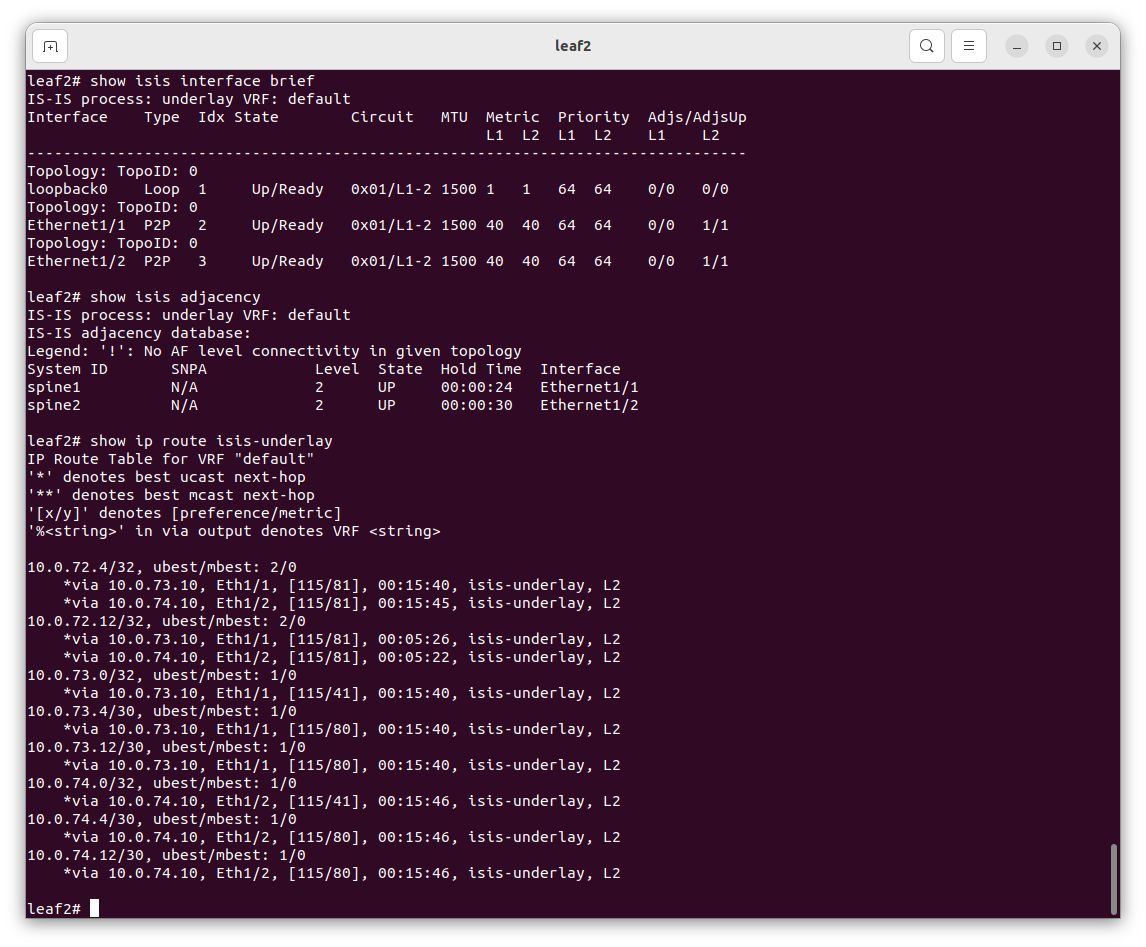 leaf2
leaf2# show isis interface brief
IS-IS process: underlay VRF: default
Interface    Type  Idx State        Circuit   MTU  Metric  Priority  Adjs/AdjsUp
                                                   L1  L2  L1  L2    L1    L2
--------------------------------------------------------------------------------
Topology: TopoID: 0
loopback0    Loop  1     Up/Ready   0x01/L1-2 1500 1   1   64  64    0/0   0/0
Topology: TopoID: 0
Ethernet1/1  P2P   2     Up/Ready   0x01/L1-2 1500 40  40  64  64    0/0   1/1
Topology: TopoID: 0
Ethernet1/2  P2P   3     Up/Ready   0x01/L1-2 1500 40  40  64  64    0/0   1/1
leaf2# show isis adjacency
IS-IS process: underlay VRF: default
IS-IS adjacency database:
Legend: '!': No AF level connectivity in given topology
System ID       SNPA            Level  State  Hold Time  Interface
spine1          N/A             2      UP     00:00:24   Ethernet1/1
spine2          N/A             2      UP     00:00:30   Ethernet1/2
leaf2# show ip route isis-underlay
IP Route Table for VRF "default"
'*' denotes best ucast next-hop
'**' denotes best mcast next-hop
'[x/y]' denotes [preference/metric]
'%<string>' in via output denotes VRF <string>
10.0.72.4/32, ubest/mbest: 2/0
    *via 10.0.73.10, Eth1/1, [115/81], 00:15:40, isis-underlay, L2
    *via 10.0.74.10, Eth1/2, [115/81], 00:15:45, isis-underlay, L2
10.0.72.12/32, ubest/mbest: 2/0
    *via 10.0.73.10, Eth1/1, [115/81], 00:05:26, isis-underlay, L2
    *via 10.0.74.10, Eth1/2, [115/81], 00:05:22, isis-underlay, L2
10.0.73.0/32, ubest/mbest: 1/0
    *via 10.0.73.10, Eth1/1, [115/41], 00:15:40, isis-underlay, L2
10.0.73.4/30, ubest/mbest: 1/0
    *via 10.0.73.10, Eth1/1, [115/80], 00:15:40, isis-underlay, L2
10.0.73.12/30, ubest/mbest: 1/0
    *via 10.0.73.10, Eth1/1, [115/80], 00:15:40, isis-underlay, L2
10.0.74.0/32, ubest/mbest: 1/0
    *via 10.0.74.10, Eth1/2, [115/41], 00:15:46, isis-underlay, L2
10.0.74.4/30, ubest/mbest: 1/0
    *via 10.0.74.10, Eth1/2, [115/80], 00:15:46, isis-underlay, L2
10.0.74.12/30, ubest/mbest: 1/0
    *via 10.0.74.10, Eth1/2, [115/80], 00:15:46, isis-underlay, L2
leaf2#